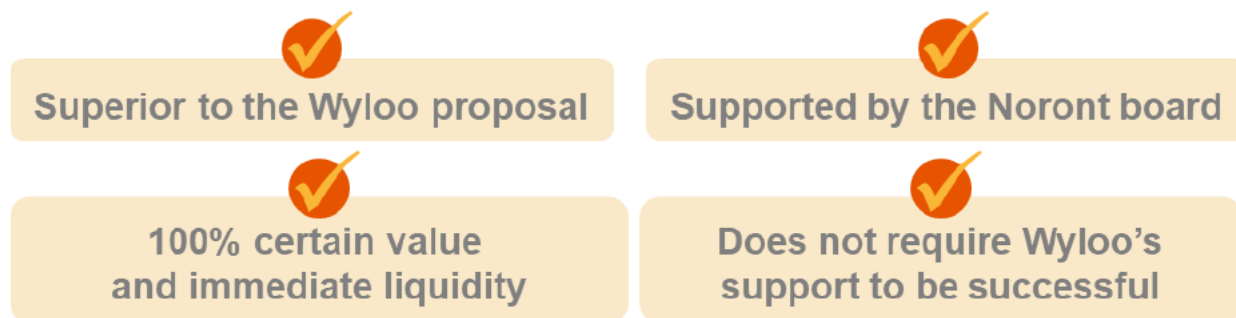 Superior to the Wyloo proposal
Supported by the Noront board
100% certain value
and immediate liquidity
Does not require Wyloo's
support to be successful